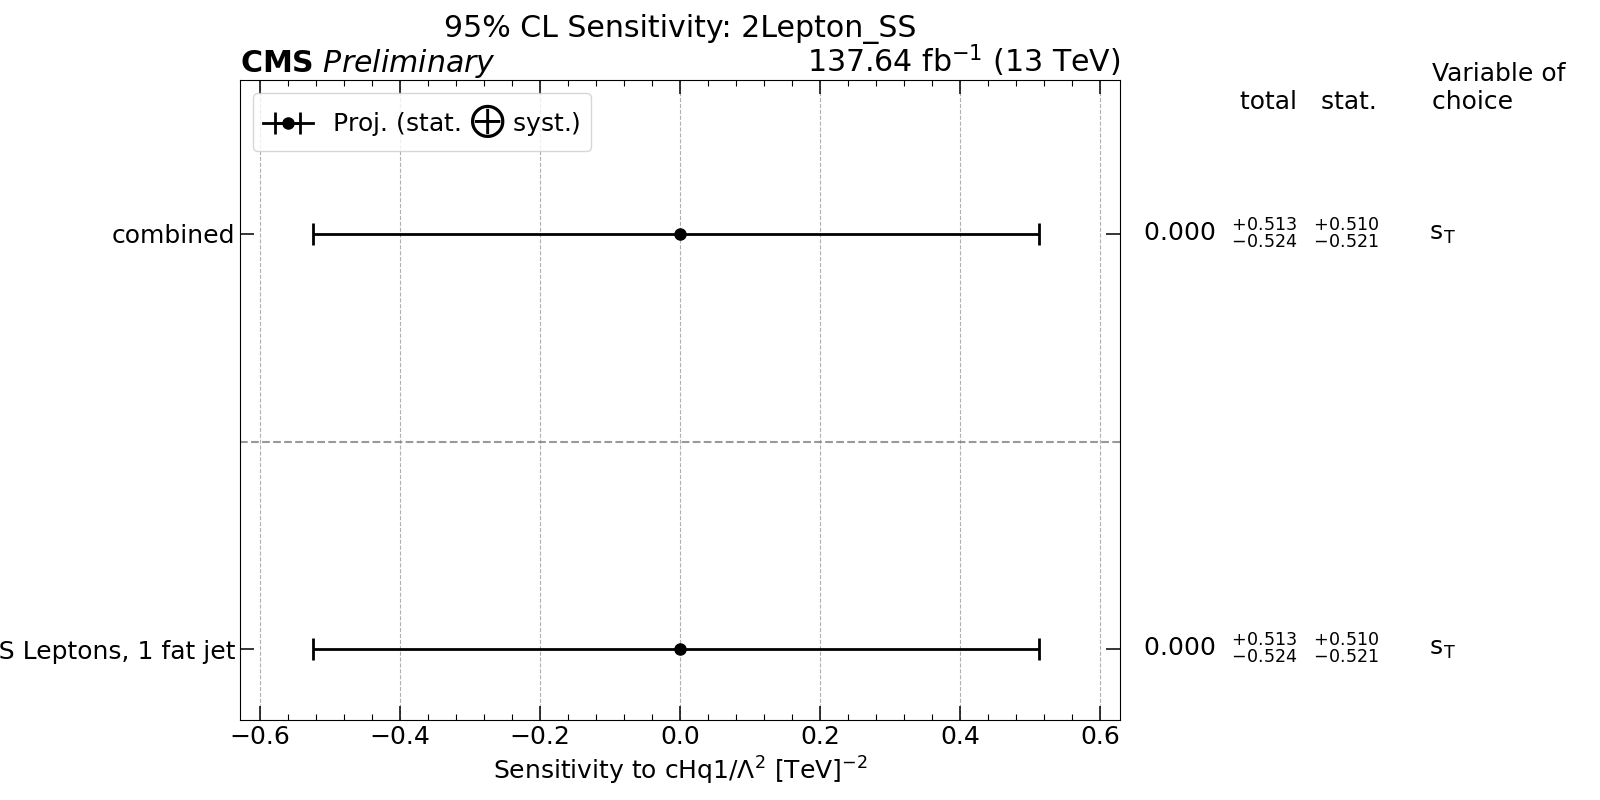 95% CL Sensitivity: 2Lepton_SS
CMS Preliminary 137.64 fb⁻¹ (13 TeV)
total stat. Variable of
choice
Proj. (stat. ⊕ syst.)
combined 0.000 +0.513 −0.524 +0.510 −0.521 s_T
S Leptons, 1 fat jet 0.000 +0.513 −0.524 +0.510 −0.521 s_T
−0.6 −0.4 −0.2 0.0 0.2 0.4 0.6
Sensitivity to cHq1/Λ² [TeV]⁻²